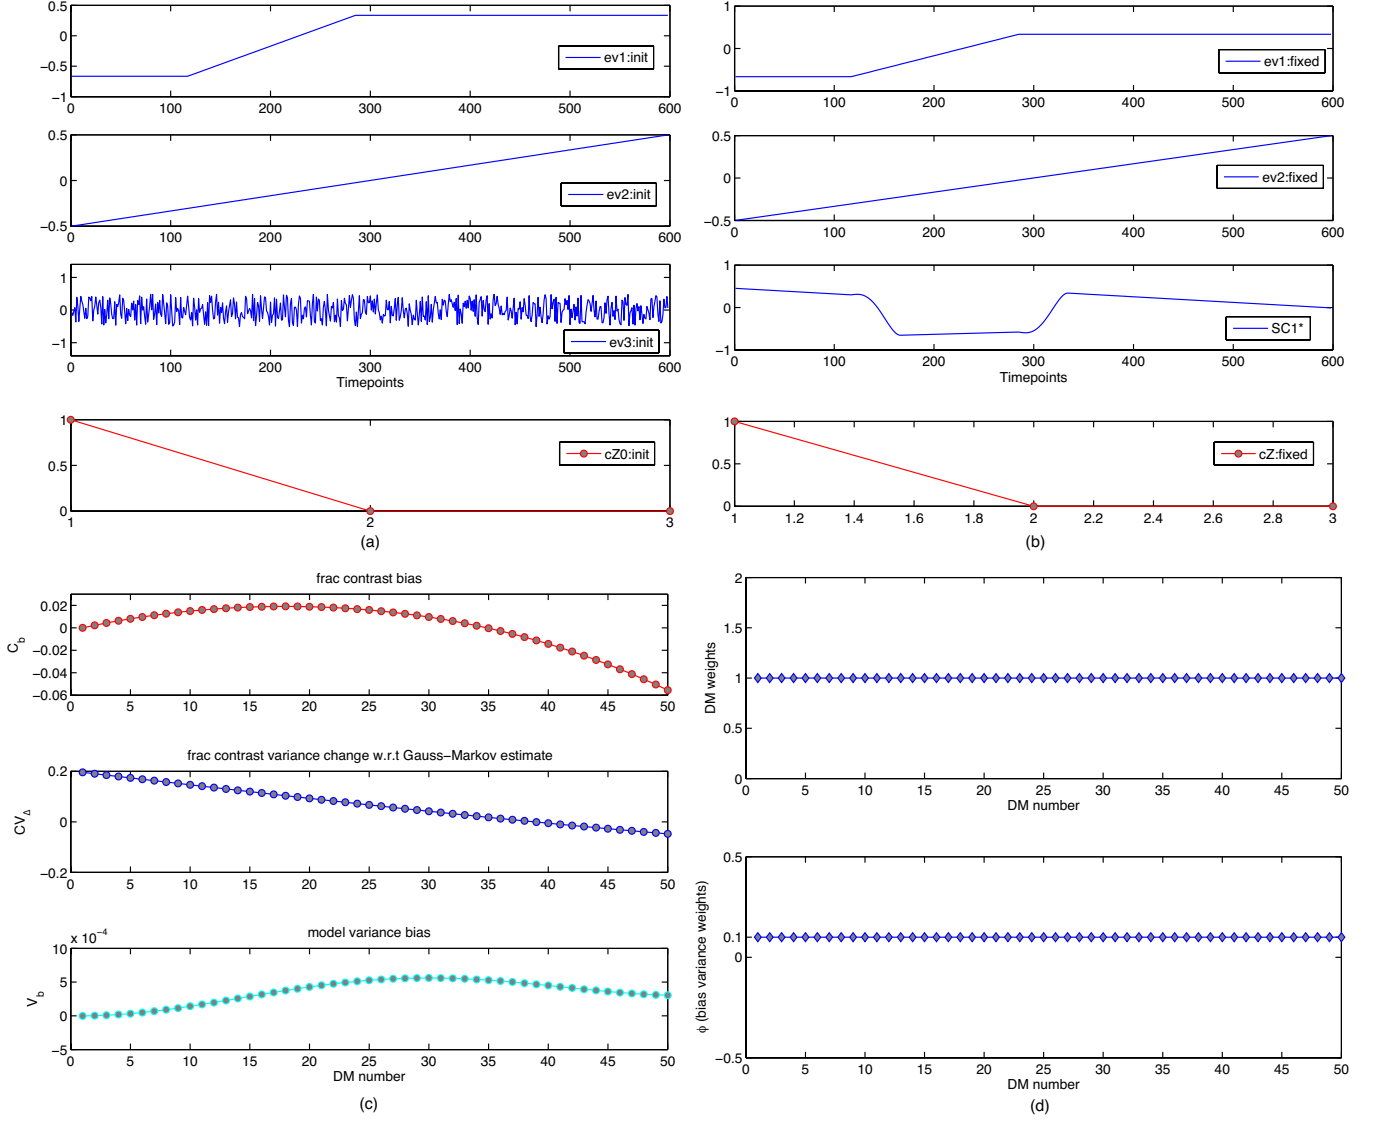 0.5
0
−0.5
−1
0 100 200 300 400 500 600
ev1:init
0.5
0
−0.5
0 100 200 300 400 500 600
ev2:init
1
0
−1
0 100 200 300 400 500 600
ev3:init
Timepoints
1
0.5
0
1 2 3
cZ0:init
(a)
1
0
−1
0 100 200 300 400 500 600
ev1:fixed
0.5
0
−0.5
0 100 200 300 400 500 600
ev2:fixed
1
0
−1
0 100 200 300 400 500 600
SC1*
Timepoints
1
0.5
0
1 1.2 1.4 1.6 1.8 2 2.2 2.4 2.6 2.8 3
cZ:fixed
(b)
frac contrast bias
0.02
0
−0.02
−0.04
−0.06
C_b
0 5 10 15 20 25 30 35 40 45 50
frac contrast variance change w.r.t Gauss−Markov estimate
0.2
0
−0.2
CV_Δ
0 5 10 15 20 25 30 35 40 45 50
x 10^−4
model variance bias
10
5
0
−5
V_b
0 5 10 15 20 25 30 35 40 45 50
DM number
(c)
2
1.5
1
0.5
0
DM weights
0 5 10 15 20 25 30 35 40 45 50
DM number
0.5
0.1
0
−0.5
ϕ (bias variance weights)
0 5 10 15 20 25 30 35 40 45 50
DM number
(d)